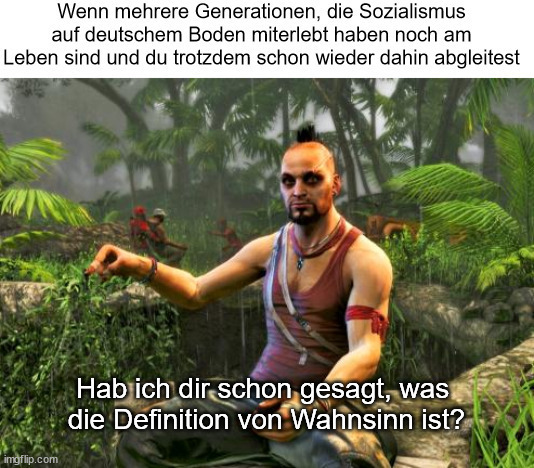 Wenn mehrere Generationen, die Sozialismus
auf deutschem Boden miterlebt haben noch am
Leben sind und du trotzdem schon wieder dahin abgleitest
Hab ich dir schon gesagt, was
die Definition von Wahnsinn ist?
imgflip.com